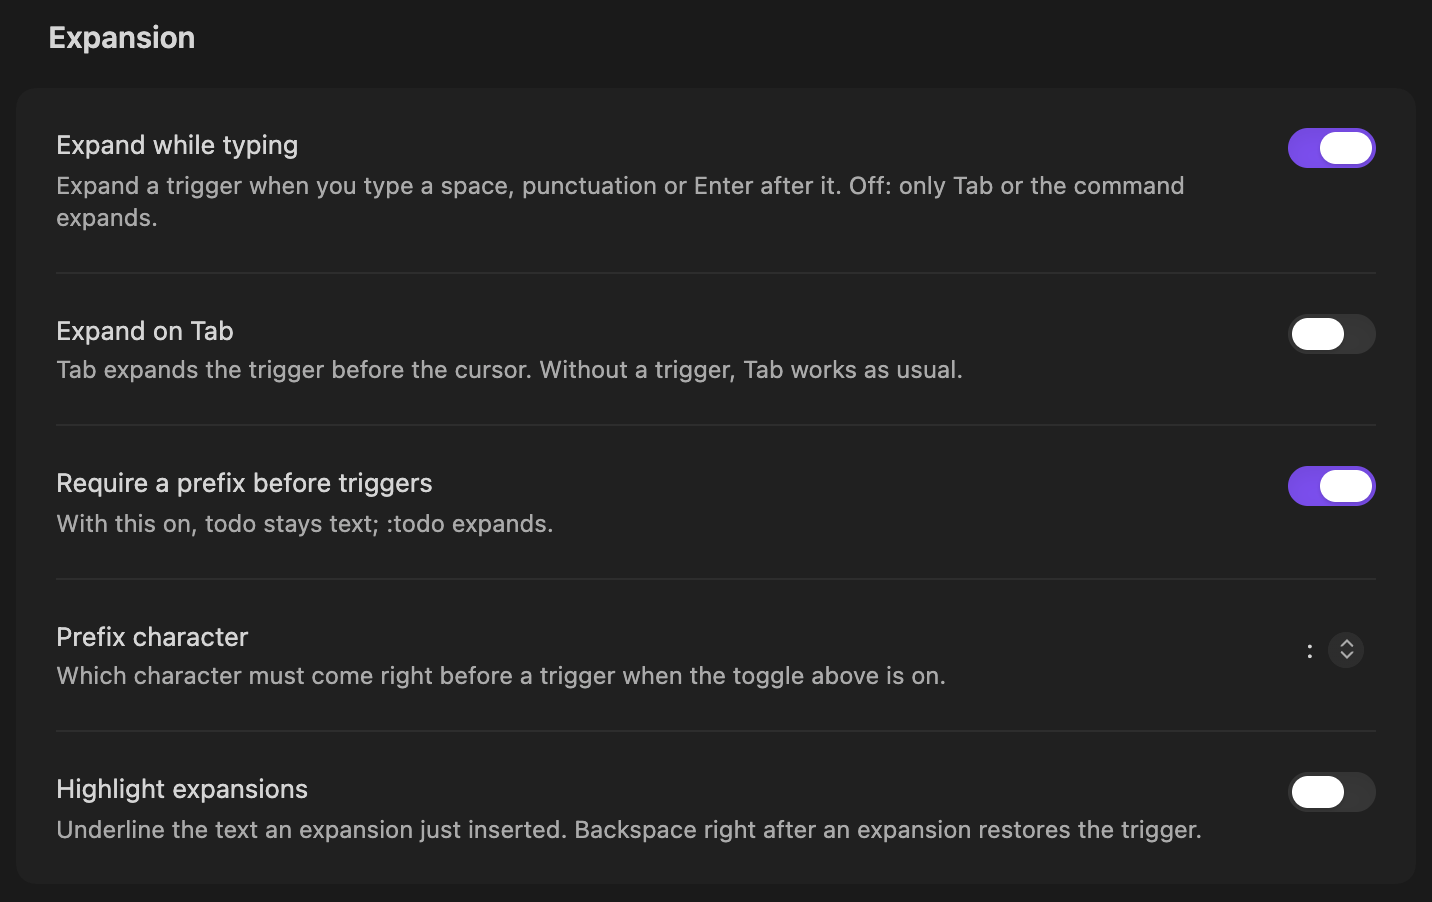 Expansion
Expand while typing
Expand a trigger when you type a space, punctuation or Enter after it. Off: only Tab or the command
expands.
Expand on Tab
Tab expands the trigger before the cursor. Without a trigger, Tab works as usual.
Require a prefix before triggers
With this on, todo stays text; :todo expands.
Prefix character
:
Which character must come right before a trigger when the toggle above is on.
Highlight expansions
Underline the text an expansion just inserted. Backspace right after an expansion restores the trigger.